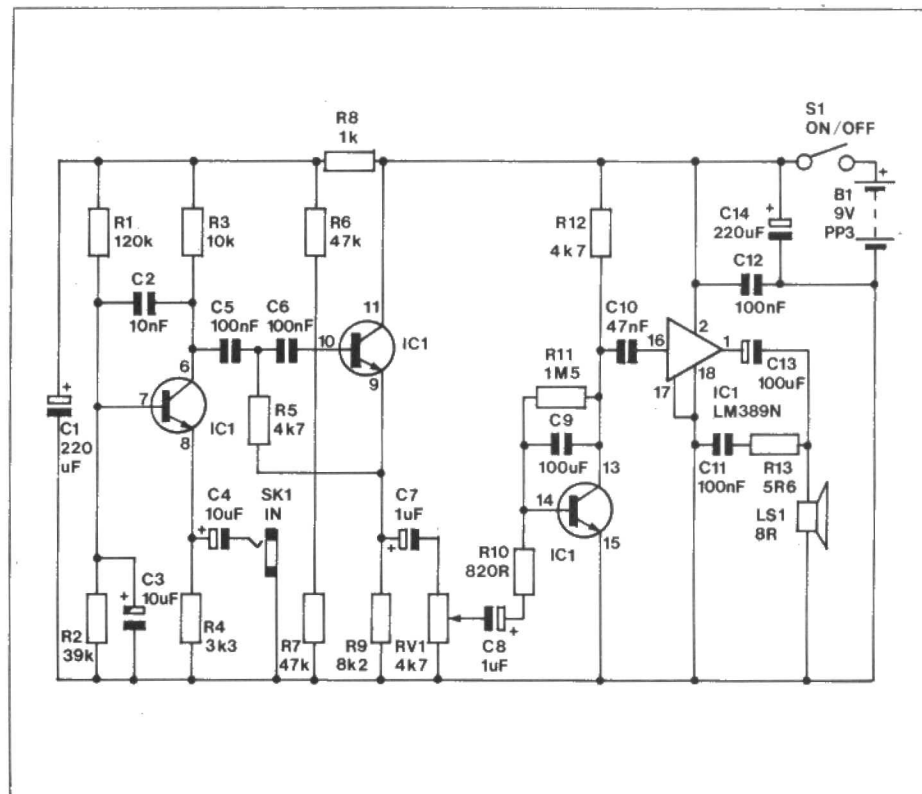 S1
ON/OFF
R8
1k
B1
9V
PP3
+
+
C14
220uF
R1
120k
R3
10k
R6
47k
R12
4k7
C2
10nF
C12
100nF
C5
100nF
C6
100nF
11
10
IC1
9
C10
47nF
16
2
1
17
18
IC1
LM389N
C13
100uF
6
7
IC1
8
R5
4k7
R11
1M5
C9
100uF
+
C1
220
uF
C11
100nF
R13
5R6
LS1
8R
C4
10uF
+
SK1
IN
C7
1uF
+
13
14
IC1
15
R10
820R
C3
10uF
+
R2
39k
R4
3k3
R7
47k
R9
8k2
RV1
4k7
C8
1uF
+